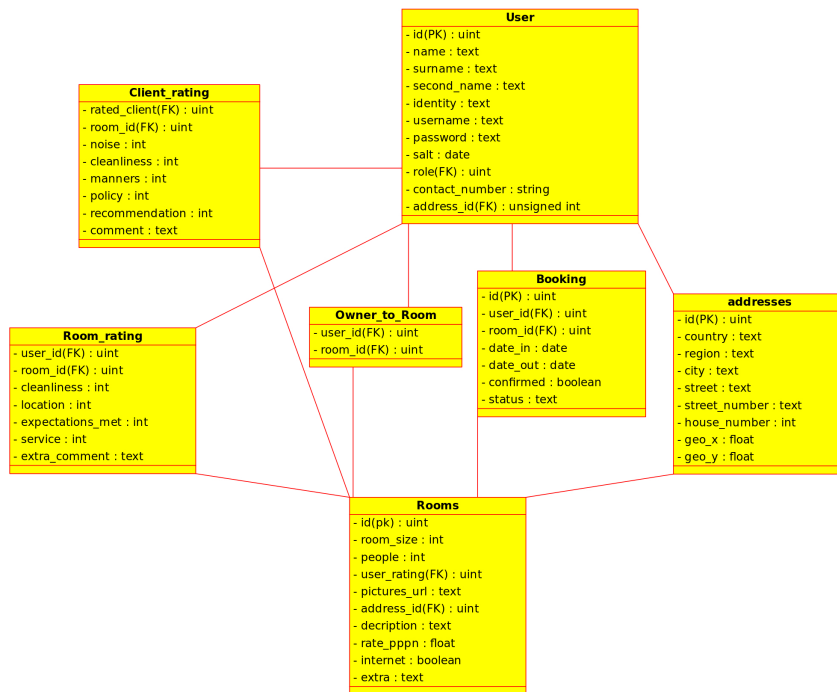 User
- id(PK) : uint
- name : text
- surname : text
- second_name : text
- identity : text
- username : text
- password : text
- salt : date
- role(FK) : uint
- contact_number : string
- address_id(FK) : unsigned int
Client_rating
- rated_client(FK) : uint
- room_id(FK) : uint
- noise : int
- cleanliness : int
- manners : int
- policy : int
- recommendation : int
- comment : text
Booking
- id(PK) : uint
- user_id(FK) : uint
- room_id(FK) : uint
- date_in : date
- date_out : date
- confirmed : boolean
- status : text
addresses
- id(PK) : uint
- country : text
- region : text
- city : text
- street : text
- street_number : text
- house_number : int
- geo_x : float
- geo_y : float
Owner_to_Room
- user_id(FK) : uint
- room_id(FK) : uint
Room_rating
- user_id(FK) : uint
- room_id(FK) : uint
- cleanliness : int
- location : int
- expectations_met : int
- service : int
- extra_comment : text
Rooms
- id(pk) : uint
- room_size : int
- people : int
- user_rating(FK) : uint
- pictures_url : text
- address_id(FK) : uint
- decription : text
- rate_pppn : float
- internet : boolean
- extra : text